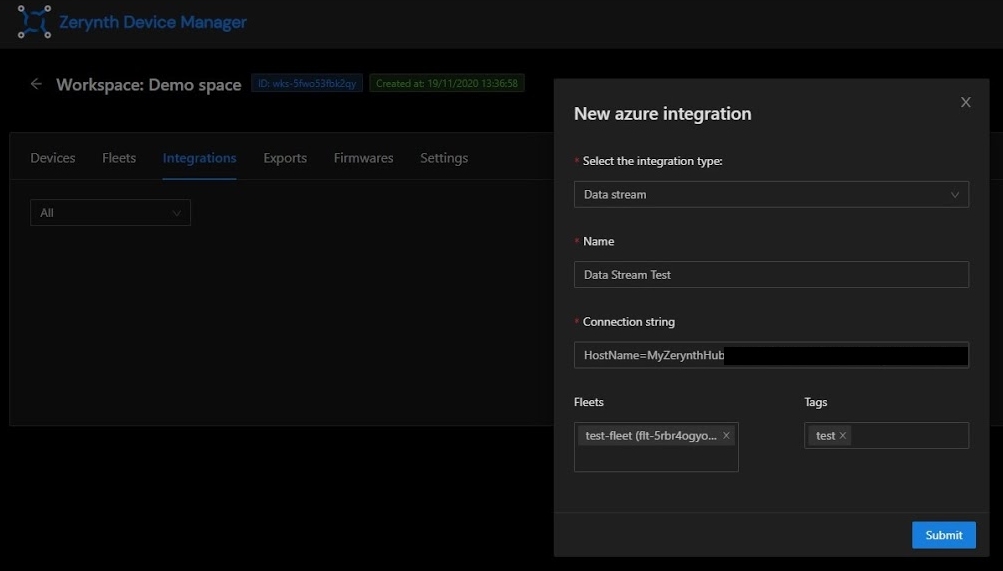 Zerynth Device Manager
Workspace: Demo space ID: wks-5fwo53fbk2qy Created at: 19/11/2020 13:36:58
Devices Fleets Integrations Exports Firmwares Settings
All
New azure integration
* Select the integration type:
Data stream
* Name
Data Stream Test
* Connection string
HostName=MyZerynthHub
Fleets Tags
test-fleet (flt-5rbr4ogyo... test
Submit